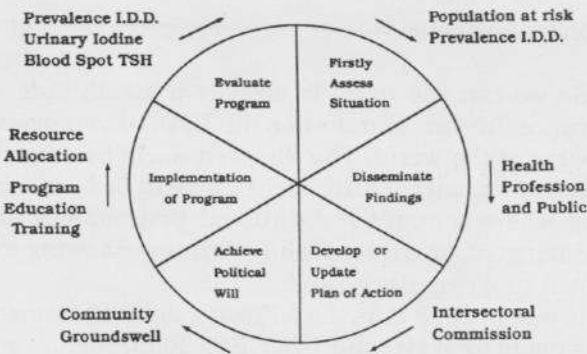 Prevalence I.D.D.
Urinary Iodine
Blood Spot TSH
Population at risk
Prevalence I.D.D.
Evaluate
Program
Firstly
Assess
Situation
Resource
Allocation
Program
Education
Training
Implementation
of Program
Disseminate
Findings
Health
Profession
and Public
Achieve
Political
Will
Develop or
Update
Plan of Action
Community
Groundswell
Intersectoral
Commission